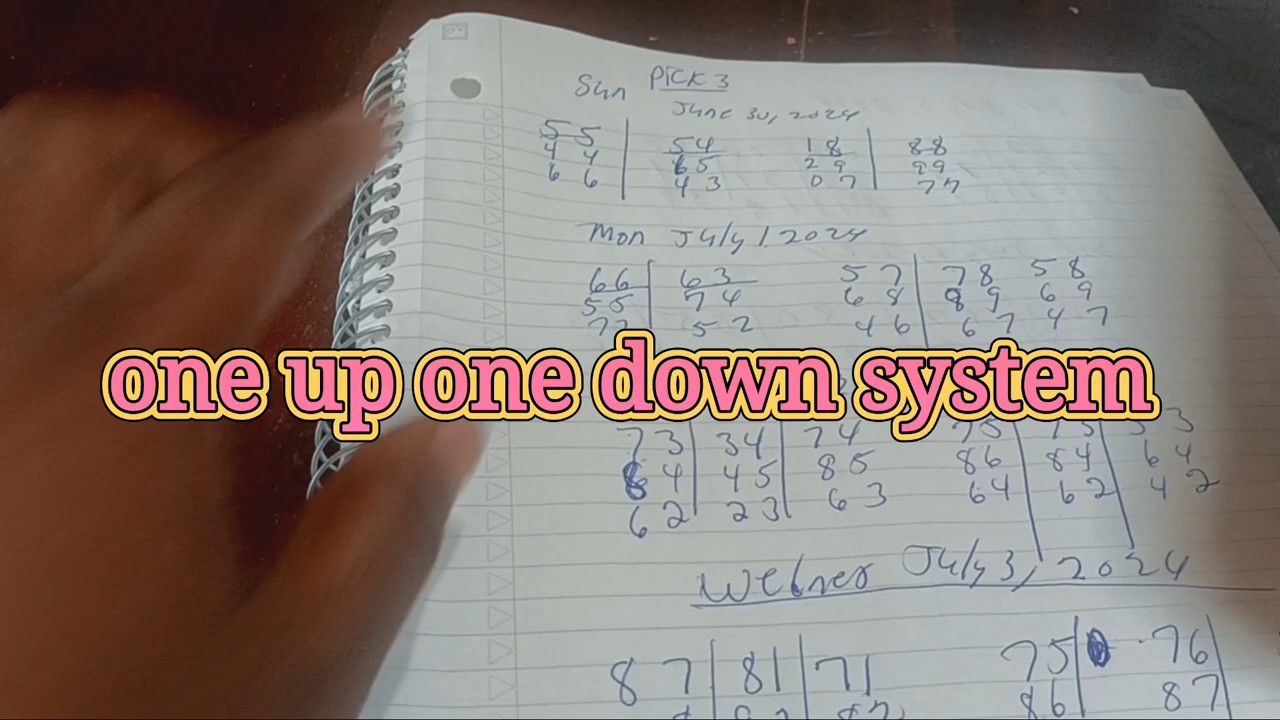 Sun PICK 3
June 30, 2024
55 54 18 88
44 65 29 99
66 43 07 77
Mon July 1 2024
66 63 57 78 58
55 74 68 89 69
77 52 46 67 47
one up one down system
73 34 74 75 75 53
84 45 85 86 84 64
62 23 63 64 62 42
July 3, 2024
87 81 71 75 76
86 87